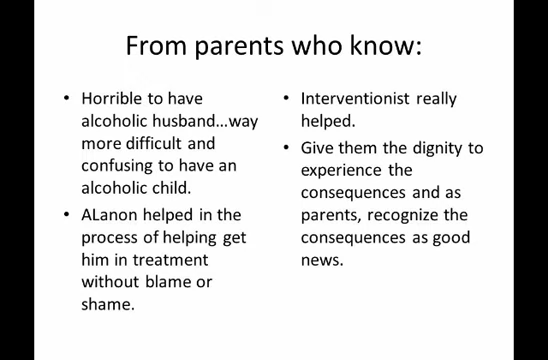 From parents who know:
• Horrible to have
alcoholic husband…way
more difficult and
confusing to have an
alcoholic child.
• ALanon helped in the
process of helping get
him in treatment
without blame or
shame.
• Interventionist really
helped.
• Give them the dignity to
experience the
consequences and as
parents, recognize the
consequences as good
news.